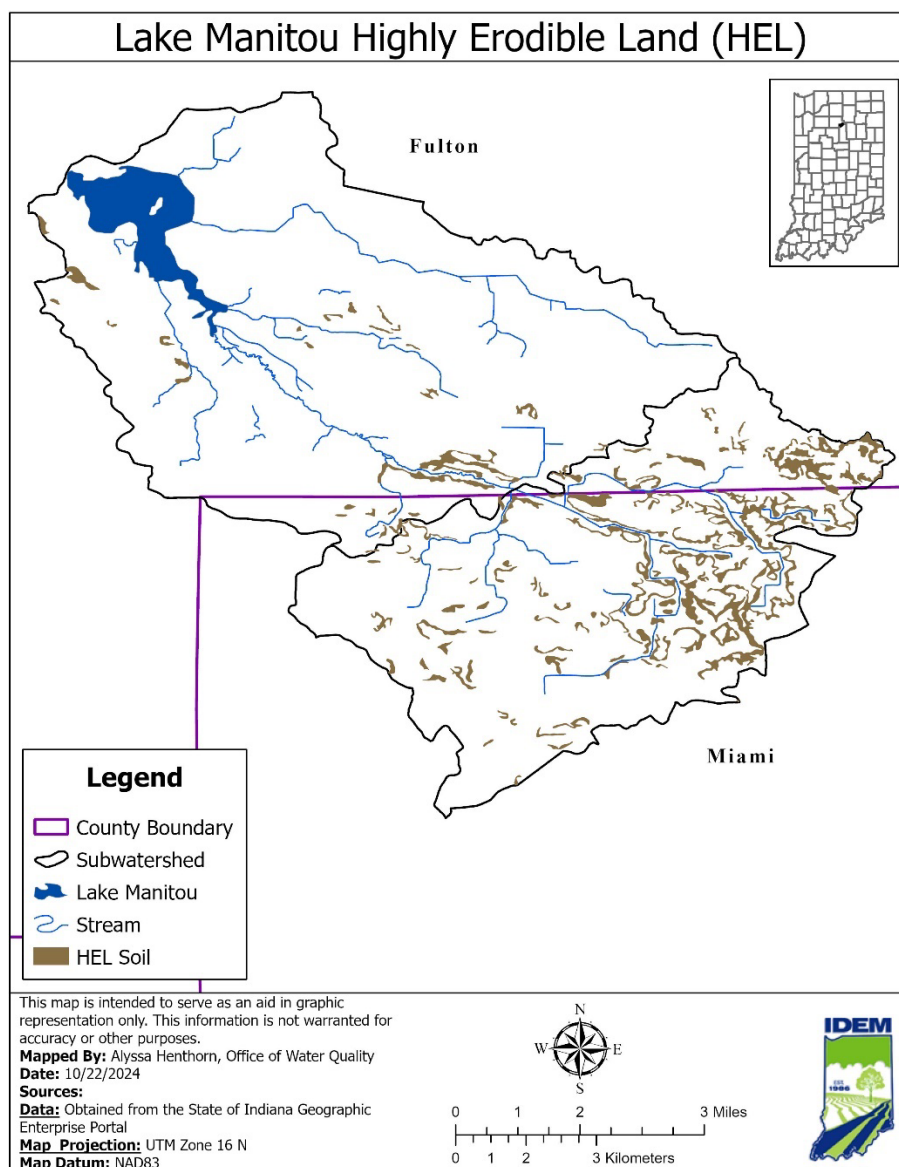 Lake Manitou Highly Erodible Land (HEL)
Fulton
Miami
Legend
County Boundary
Subwatershed
Lake Manitou
Stream
HEL Soil
This map is intended to serve as an aid in graphic
representation only. This information is not warranted for
accuracy or other purposes.
Mapped By: Alyssa Henthorn, Office of Water Quality
Date: 10/22/2024
Sources:
Data: Obtained from the State of Indiana Geographic
Enterprise Portal
Map Projection: UTM Zone 16 N
Map Datum: NAD83
N
W E
S
0 1 2 3 Miles
0 1 2 3 Kilometers
IDEM
EST.
1986